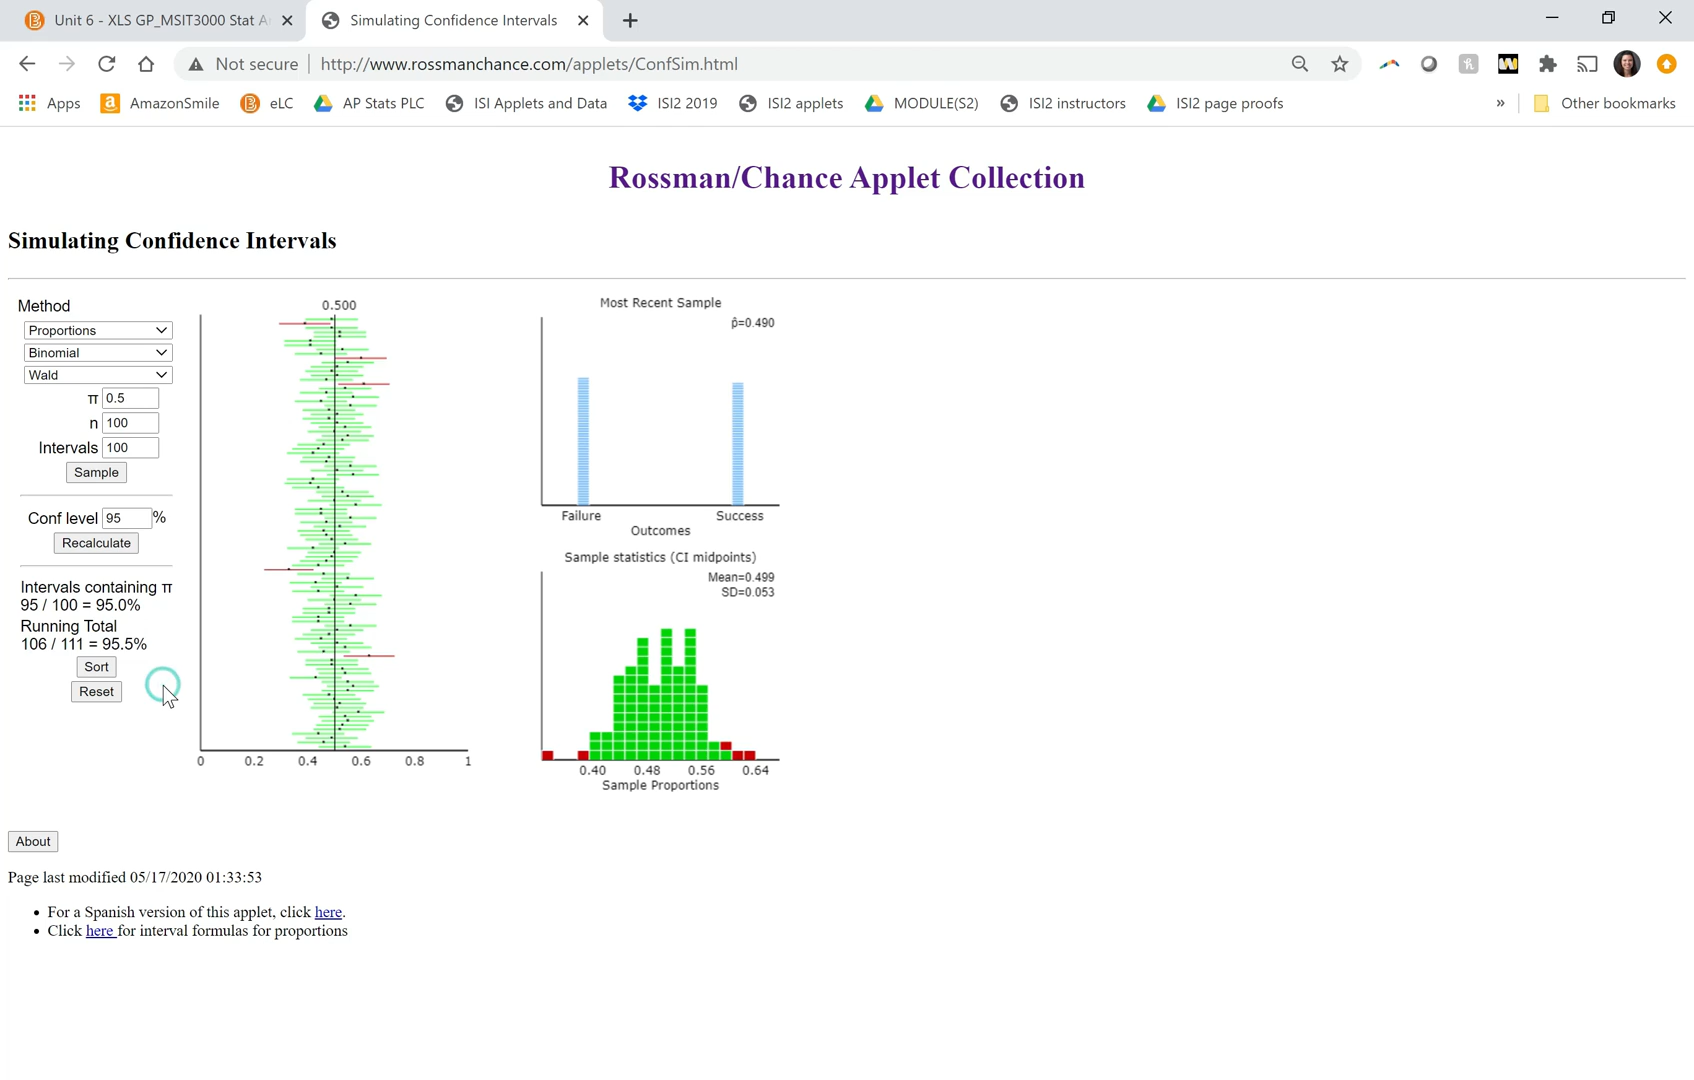 Unit 6 - XLS GP_MSIT3000 Stat A
Simulating Confidence Intervals
Not secure
http://www.rossmanchance.com/applets/ConfSim.html
Apps
AmazonSmile
eLC
AP Stats PLC
ISI Applets and Data
ISI2 2019
ISI2 applets
MODULE(S2)
ISI2 instructors
ISI2 page proofs
»
Other bookmarks
Rossman/Chance Applet Collection
Simulating Confidence Intervals
Method
Proportions
Binomial
Wald
π 0.5
n 100
Intervals 100
Sample
Conf level 95 %
Recalculate
Intervals containing π
95 / 100 = 95.0%
Running Total
106 / 111 = 95.5%
Sort
Reset
0.500
0 0.2 0.4 0.6 0.8 1
Most Recent Sample
p̂=0.490
Failure Success
Outcomes
Sample statistics (CI midpoints)
Mean=0.499
SD=0.053
0.40 0.48 0.56 0.64
Sample Proportions
About
Page last modified 05/17/2020 01:33:53
• For a Spanish version of this applet, click here.
• Click here for interval formulas for proportions